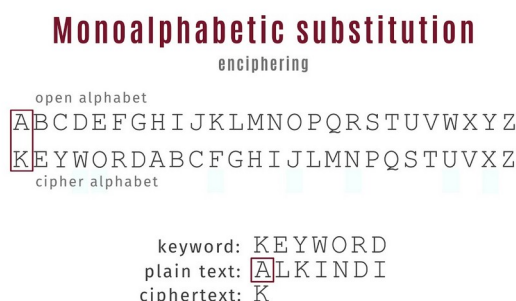 Monoalphabetic substitution
enciphering
open alphabet
ABCDEFGHIJKLMNOPQRSTUVWXYZ
KEYWORDABCFGHIJLMNPQSTUVXZ
cipher alphabet
keyword: KEYWORD
plain text: ALKINDI
ciphertext: K